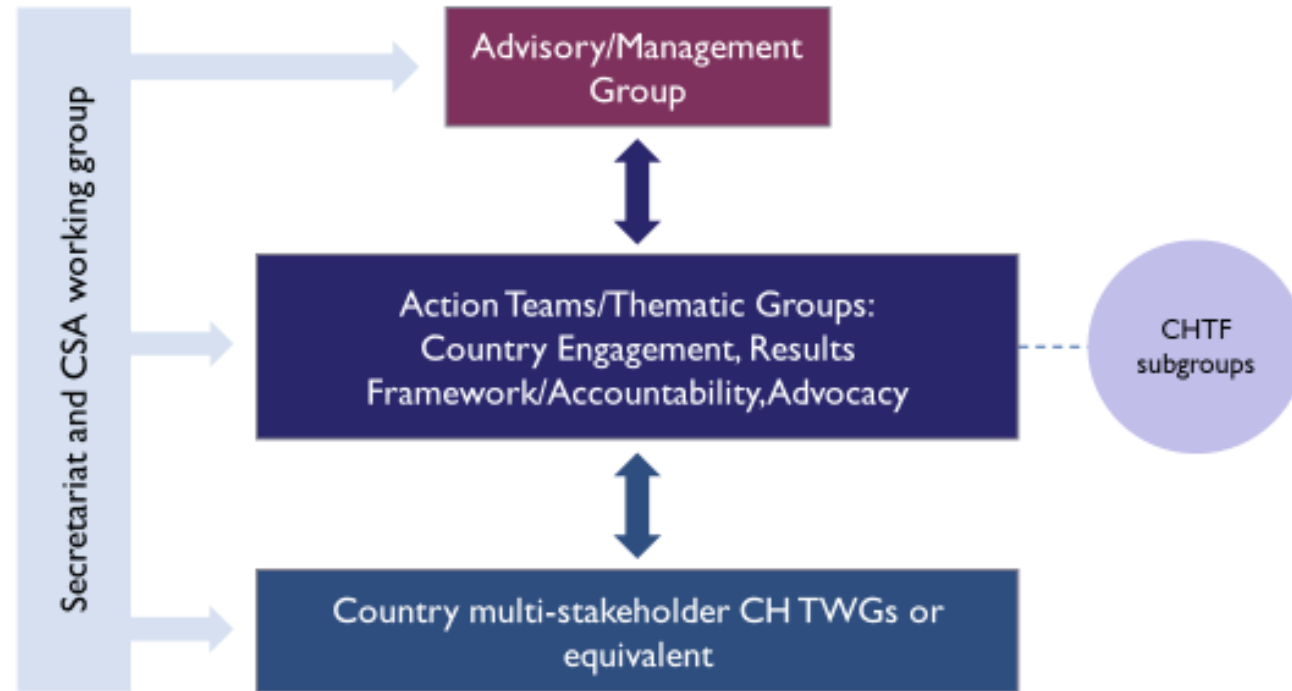 Secretariat and CSA working group
Advisory/Management
Group
Action Teams/Thematic Groups:
Country Engagement, Results
Framework/Accountability,Advocacy
CHTF
subgroups
Country multi-stakeholder CH TWGs or
equivalent